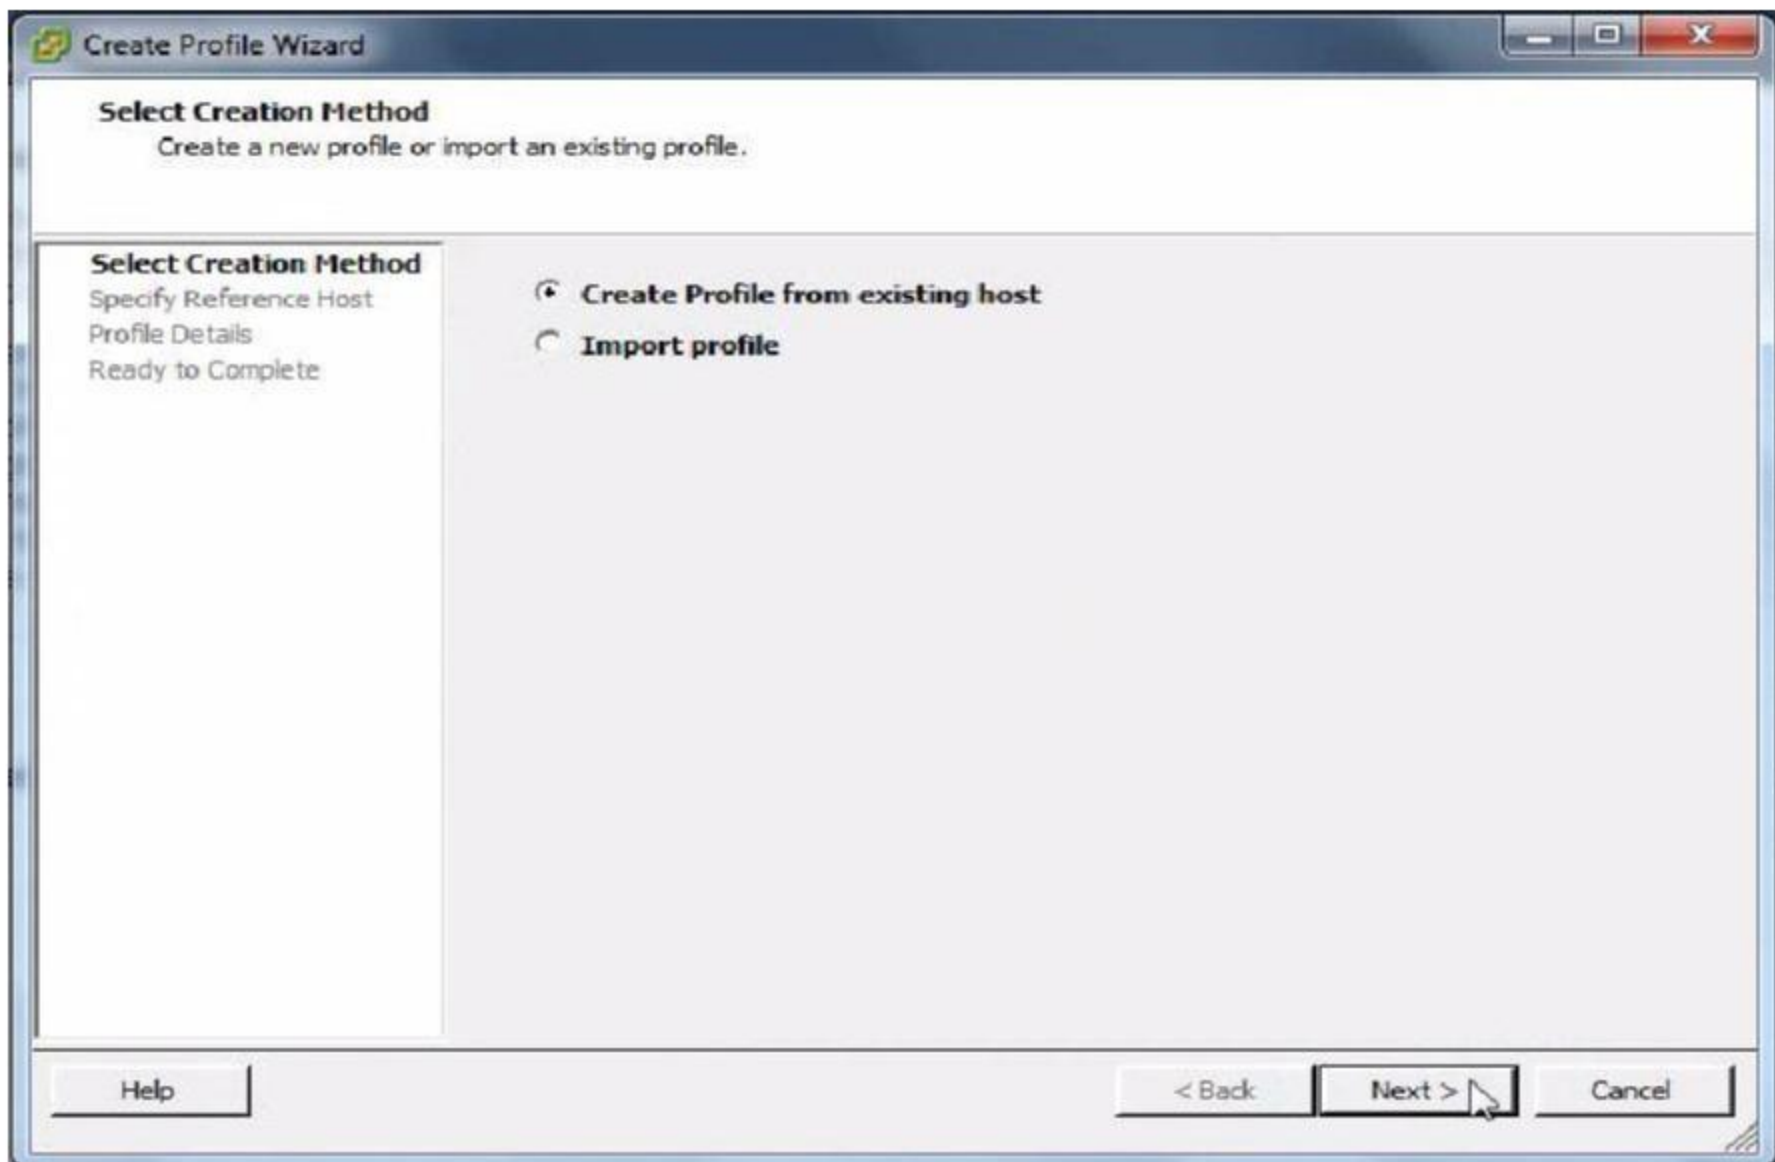 Create Profile Wizard
Select Creation Method
Create a new profile or import an existing profile.
Select Creation Method
Specify Reference Host
Profile Details
Ready to Complete
Create Profile from existing host
Import profile
Help
< Back
Next >
Cancel